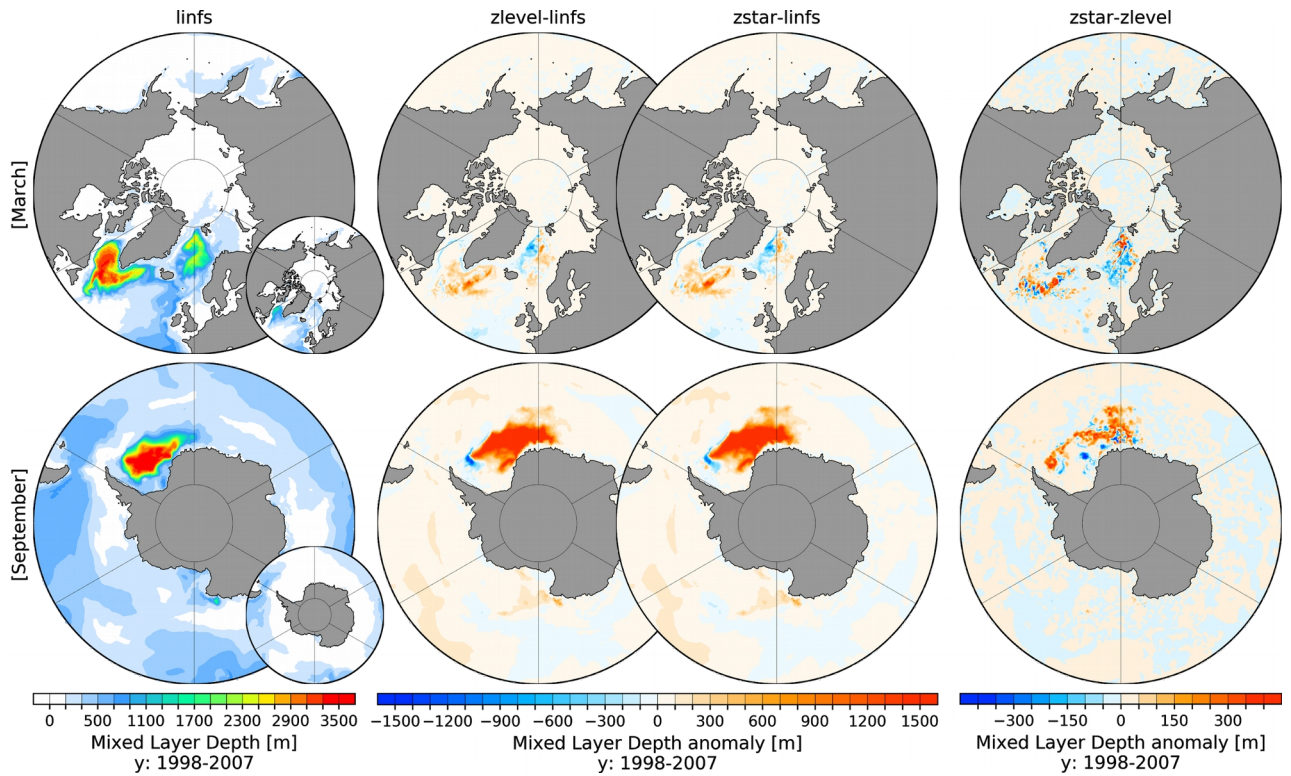 linfs
zlevel-linfs
zstar-linfs
zstar-zlevel
[March]
[September]
0 500 1100 1700 2300 2900 3500
Mixed Layer Depth [m]
y: 1998-2007
−1500 −1200 −900 −600 −300 0 300 600 900 1200 1500
Mixed Layer Depth anomaly [m]
y: 1998-2007
−300 −150 0 150 300
Mixed Layer Depth anomaly [m]
y: 1998-2007